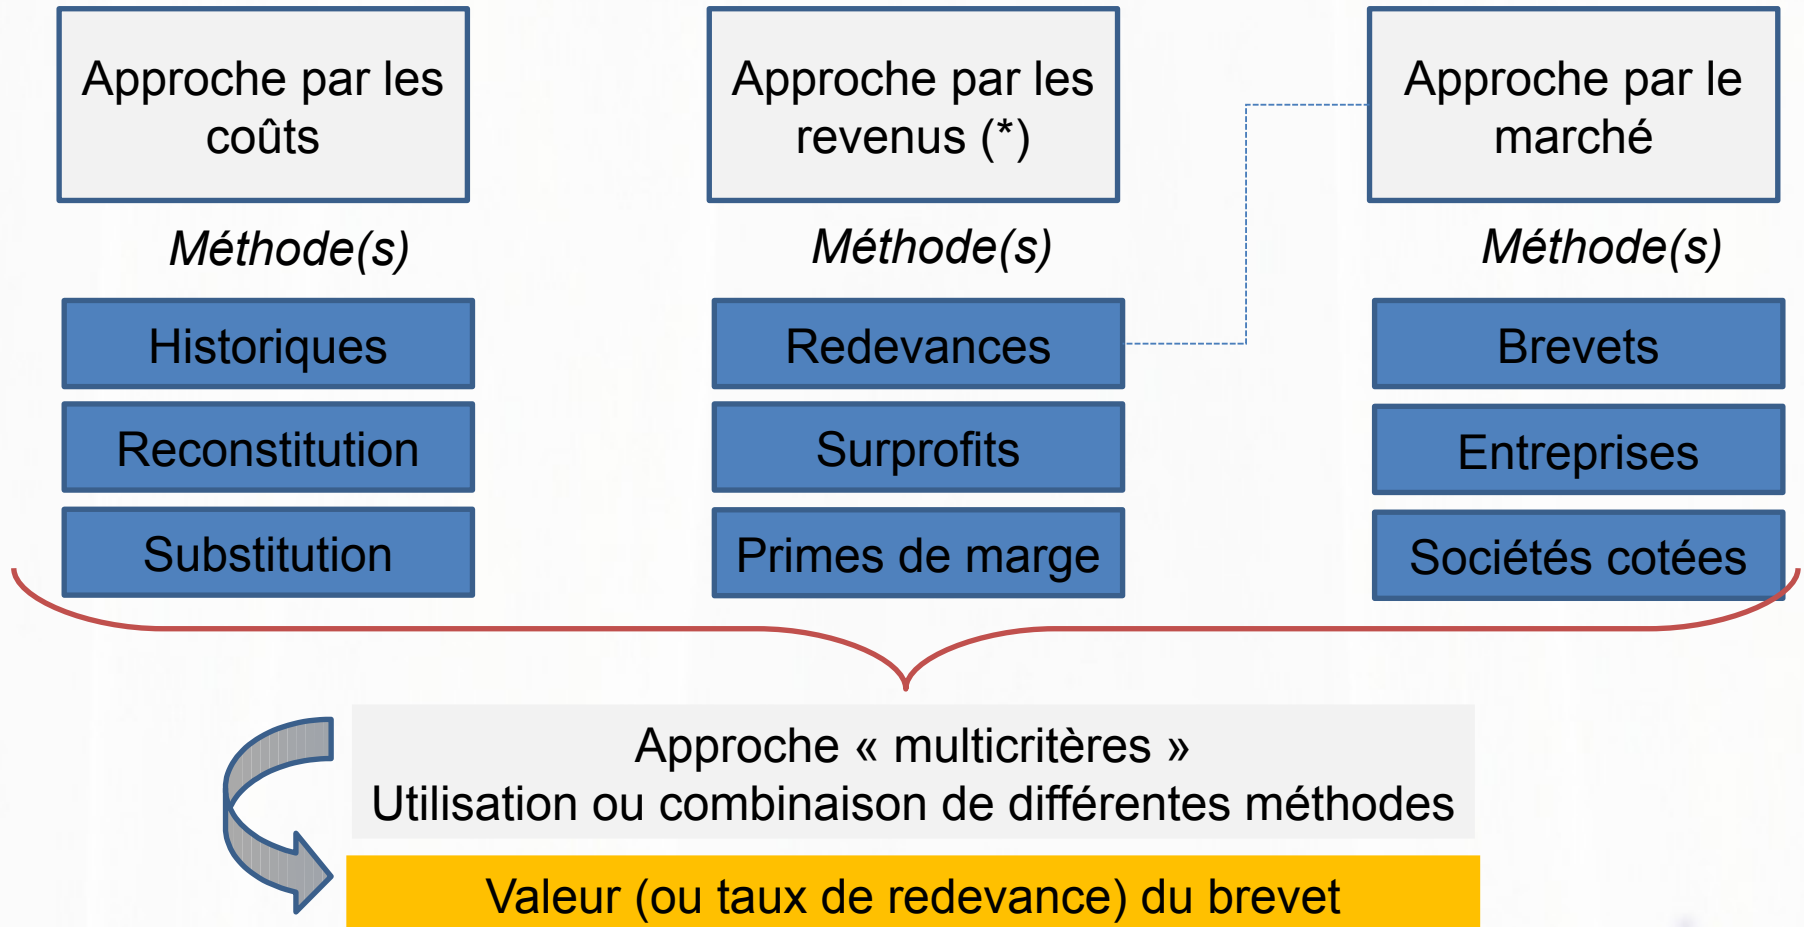 Approche par les
coûts
Approche par les
revenus (*)
Approche par le
marché
Méthode(s)
Méthode(s)
Méthode(s)
Historiques
Redevances
Brevets
Reconstitution
Surprofits
Entreprises
Substitution
Primes de marge
Sociétés cotées
Approche « multicritères »
Utilisation ou combinaison de différentes méthodes
Valeur (ou taux de redevance) du brevet